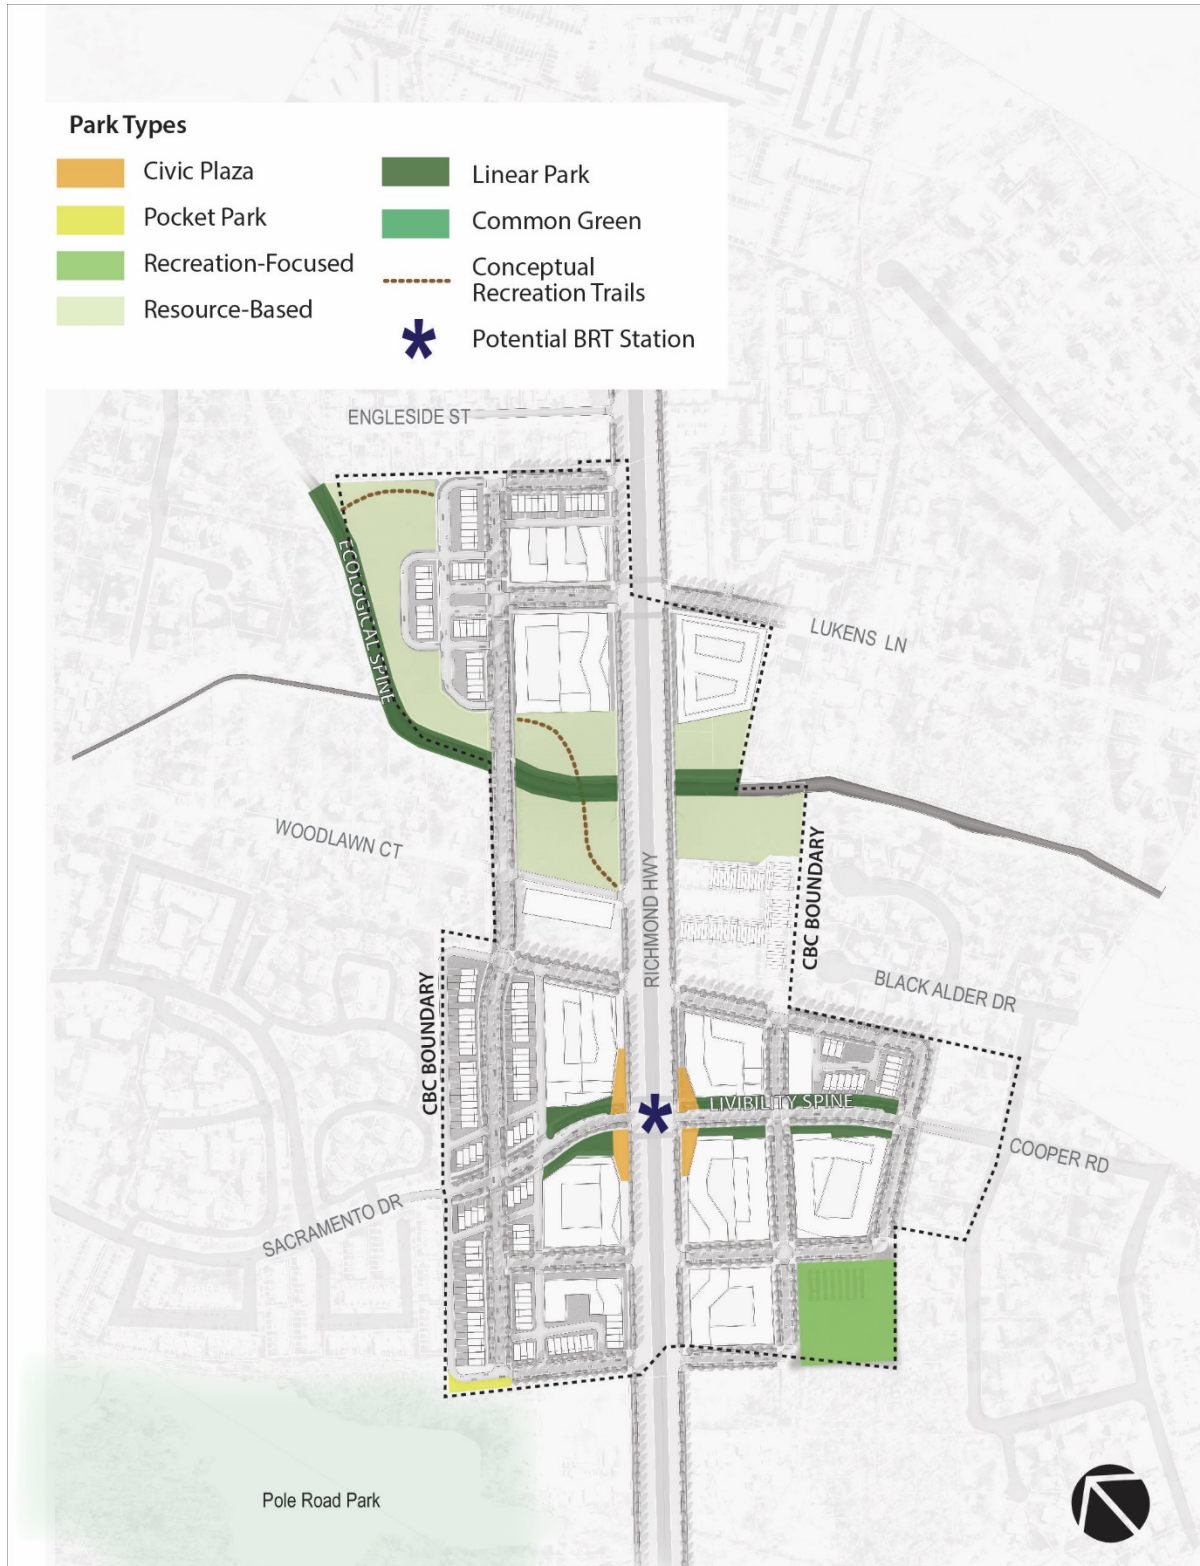 Park Types
Civic Plaza
Pocket Park
Recreation-Focused
Resource-Based
Linear Park
Common Green
Conceptual
Recreation Trails
Potential BRT Station
ENGLESIDE ST
ECOLOGICAL SPINE
LUKENS LN
WOODLAWN CT
RICHMOND HWY
CBC BOUNDARY
BLACK ALDER DR
CBC BOUNDARY
LIVIBILITY SPINE
COOPER RD
SACRAMENTO DR
Pole Road Park